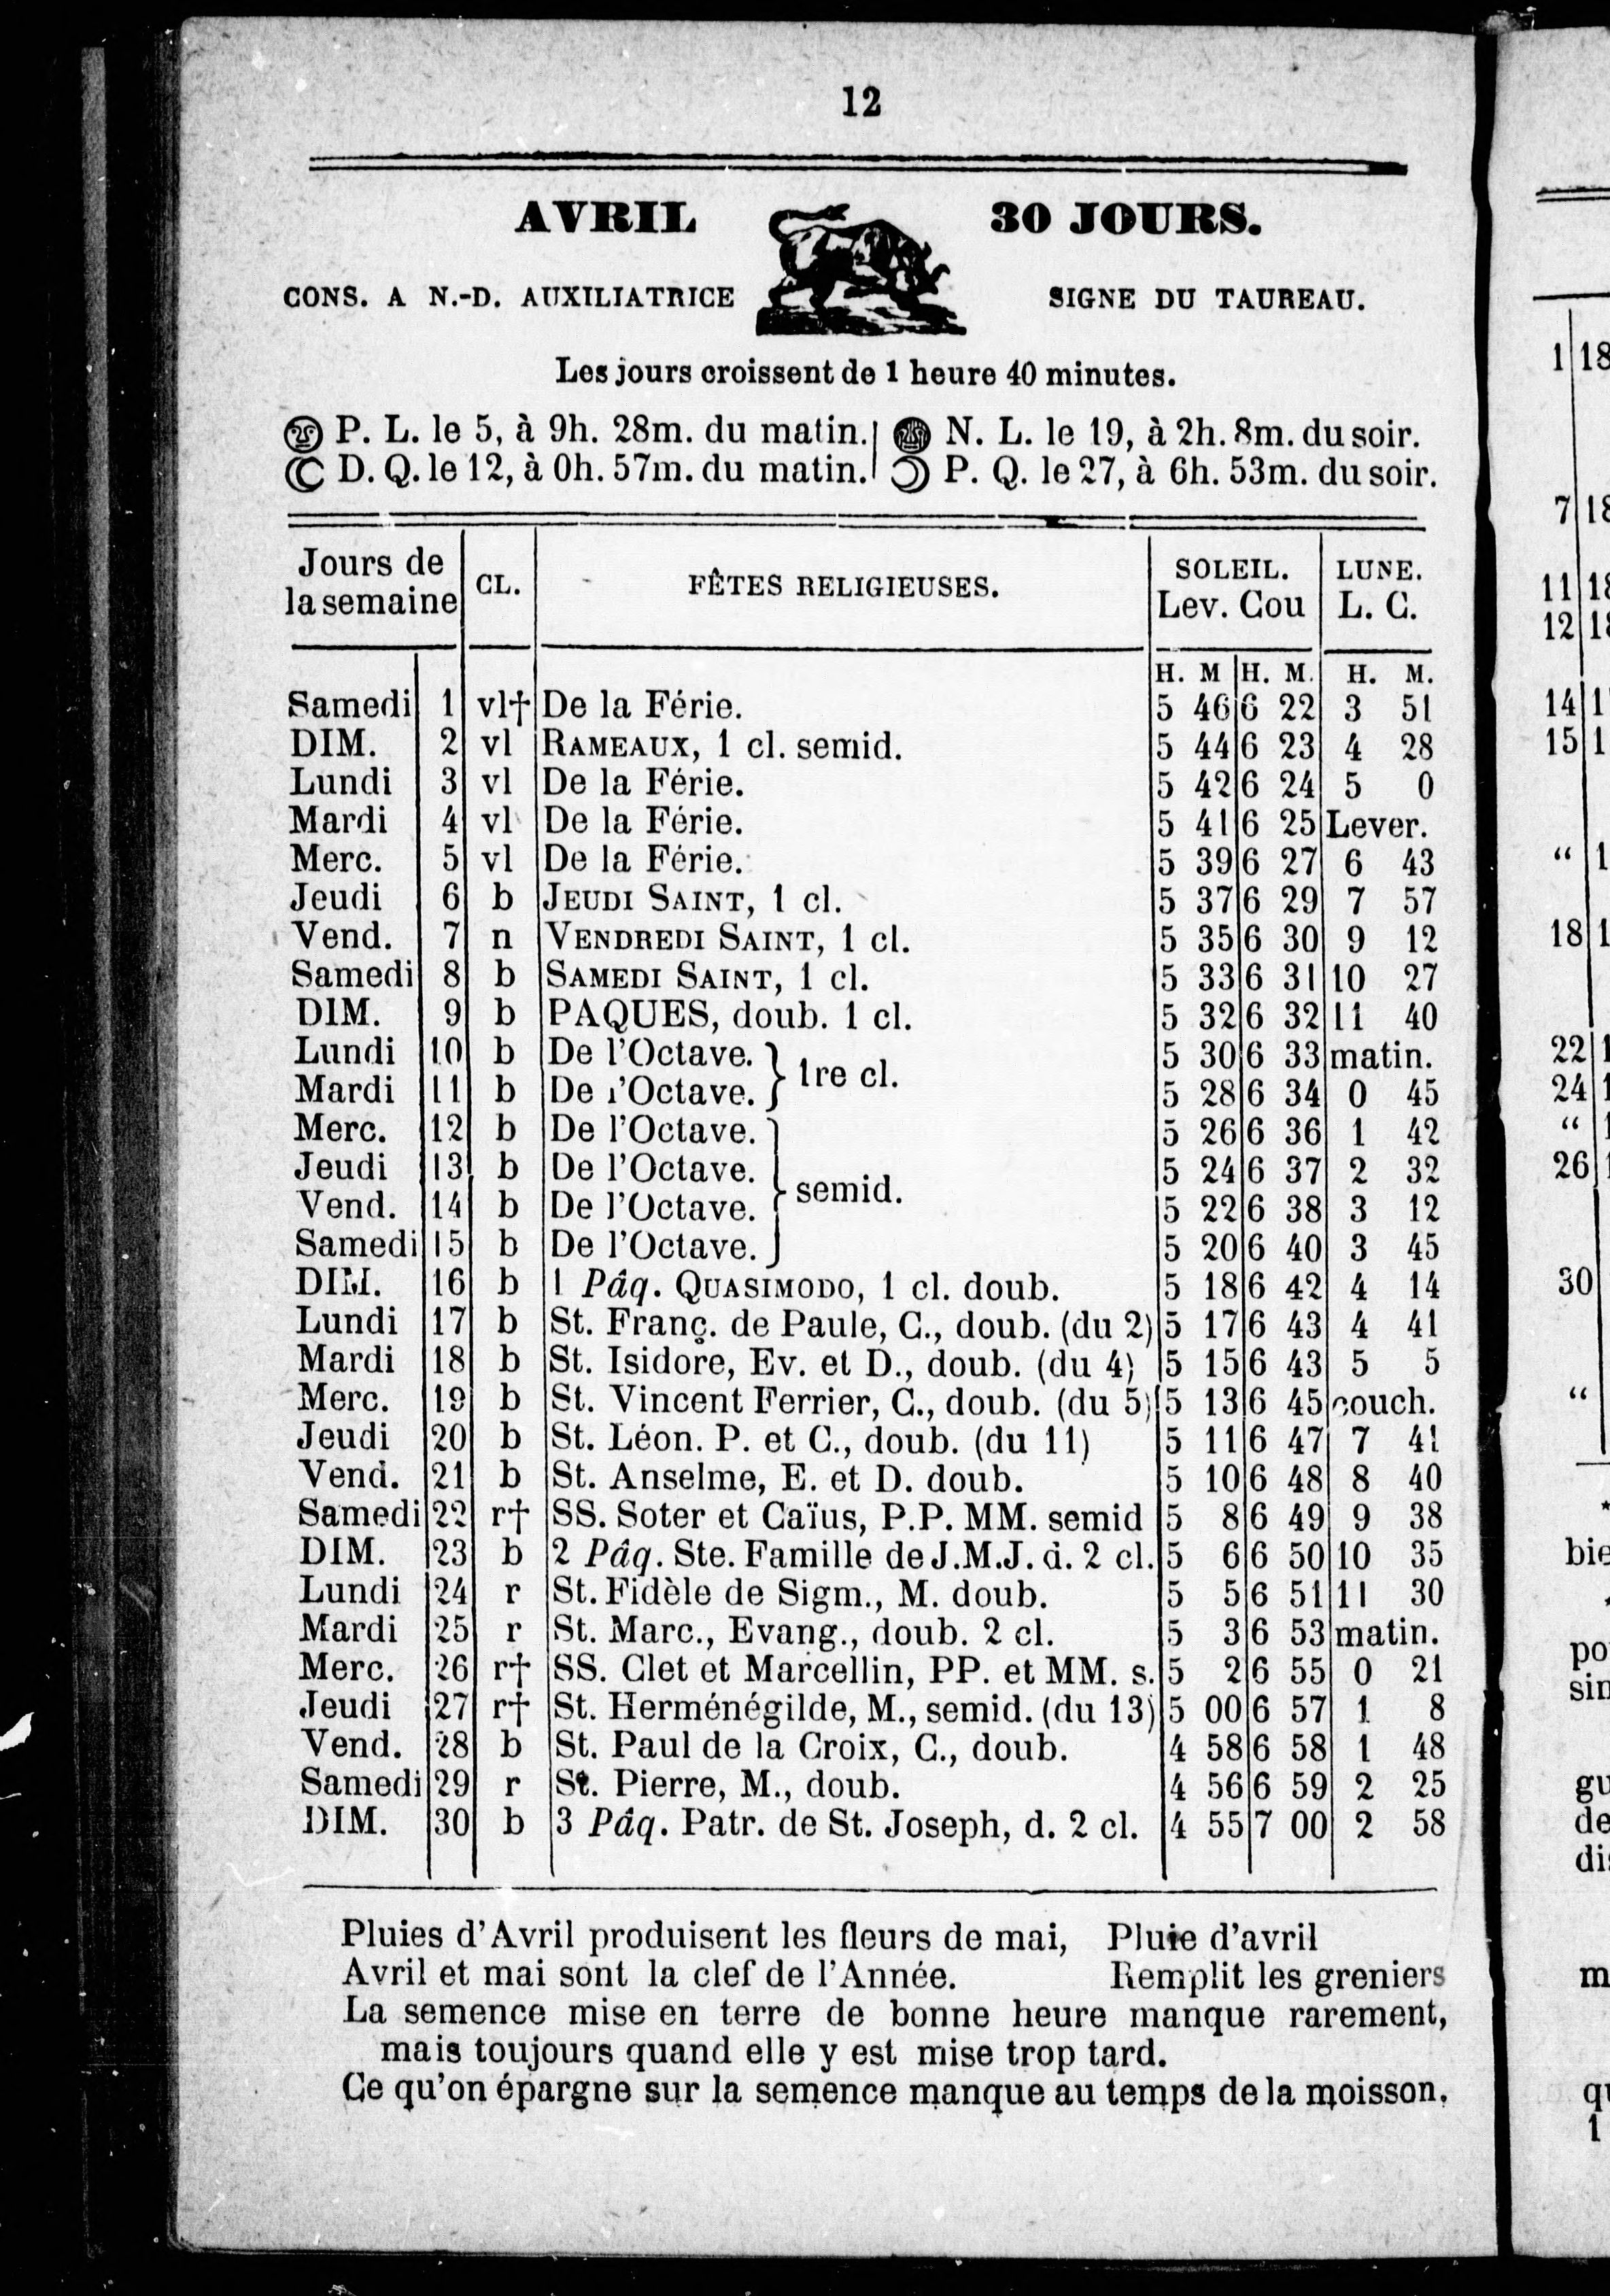 12
AVRIL 30 JOURS.
CONS. A N.-D. AUXILIATRICE SIGNE DU TAUREAU.
Les jours croissent de 1 heure 40 minutes.
P. L. le 5, à 9h. 28m. du matin. N. L. le 19, à 2h. 8m. du soir.
D. Q. le 12, à 0h. 57m. du matin. P. Q. le 27, à 6h. 53m. du soir.
Jours de la semaine CL. FÊTES RELIGIEUSES. SOLEIL. Lev. Cou LUNE. L. C.
H. M H. M. H. M.
Samedi 1 vl† De la Férie. 5 46 6 22 3 51
DIM. 2 vl RAMEAUX, 1 cl. semid. 5 44 6 23 4 28
Lundi 3 vl De la Férie. 5 42 6 24 5 0
Mardi 4 vl De la Férie. 5 41 6 25 Lever.
Merc. 5 vl De la Férie. 5 39 6 27 6 43
Jeudi 6 b JEUDI SAINT, 1 cl. 5 37 6 29 7 57
Vend. 7 n VENDREDI SAINT, 1 cl. 5 35 6 30 9 12
Samedi 8 b SAMEDI SAINT, 1 cl. 5 33 6 31 10 27
DIM. 9 b PAQUES, doub. 1 cl. 5 32 6 32 11 40
Lundi 10 b De l'Octave. 5 30 6 33 matin.
1re cl.
Mardi 11 b De l'Octave. 5 28 6 34 0 45
Merc. 12 b De l'Octave. 5 26 6 36 1 42
Jeudi 13 b De l'Octave. 5 24 6 37 2 32
semid.
Vend. 14 b De l'Octave. 5 22 6 38 3 12
Samedi 15 b De l'Octave. 5 20 6 40 3 45
DIM. 16 b 1 Pâq. QUASIMODO, 1 cl. doub. 5 18 6 42 4 14
Lundi 17 b St. Franç. de Paule, C., doub. (du 2) 5 17 6 43 4 41
Mardi 18 b St. Isidore, Ev. et D., doub. (du 4) 5 15 6 43 5 5
Merc. 19 b St. Vincent Ferrier, C., doub. (du 5) 5 13 6 45 couch.
Jeudi 20 b St. Léon. P. et C., doub. (du 11) 5 11 6 47 7 41
Vend. 21 b St. Anselme, E. et D. doub. 5 10 6 48 8 40
Samedi 22 r† SS. Soter et Caïus, P.P. MM. semid 5 8 6 49 9 38
DIM. 23 b 2 Pâq. Ste. Famille de J.M.J. d. 2 cl. 5 6 6 50 10 35
Lundi 24 r St. Fidèle de Sigm., M. doub. 5 5 6 51 11 30
Mardi 25 r St. Marc., Evang., doub. 2 cl. 5 3 6 53 matin.
Merc. 26 r† SS. Clet et Marcellin, PP. et MM. s. 5 2 6 55 0 21
Jeudi 27 r† St. Herménégilde, M., semid. (du 13) 5 00 6 57 1 8
Vend. 28 b St. Paul de la Croix, C., doub. 4 58 6 58 1 48
Samedi 29 r St. Pierre, M., doub. 4 56 6 59 2 25
DIM. 30 b 3 Pâq. Patr. de St. Joseph, d. 2 cl. 4 55 7 00 2 58
Pluies d'Avril produisent les fleurs de mai, Pluie d'avril
Avril et mai sont la clef de l'Année. Remplit les greniers
La semence mise en terre de bonne heure manque rarement,
mais toujours quand elle y est mise trop tard.
Ce qu'on épargne sur la semence manque au temps de la moisson.